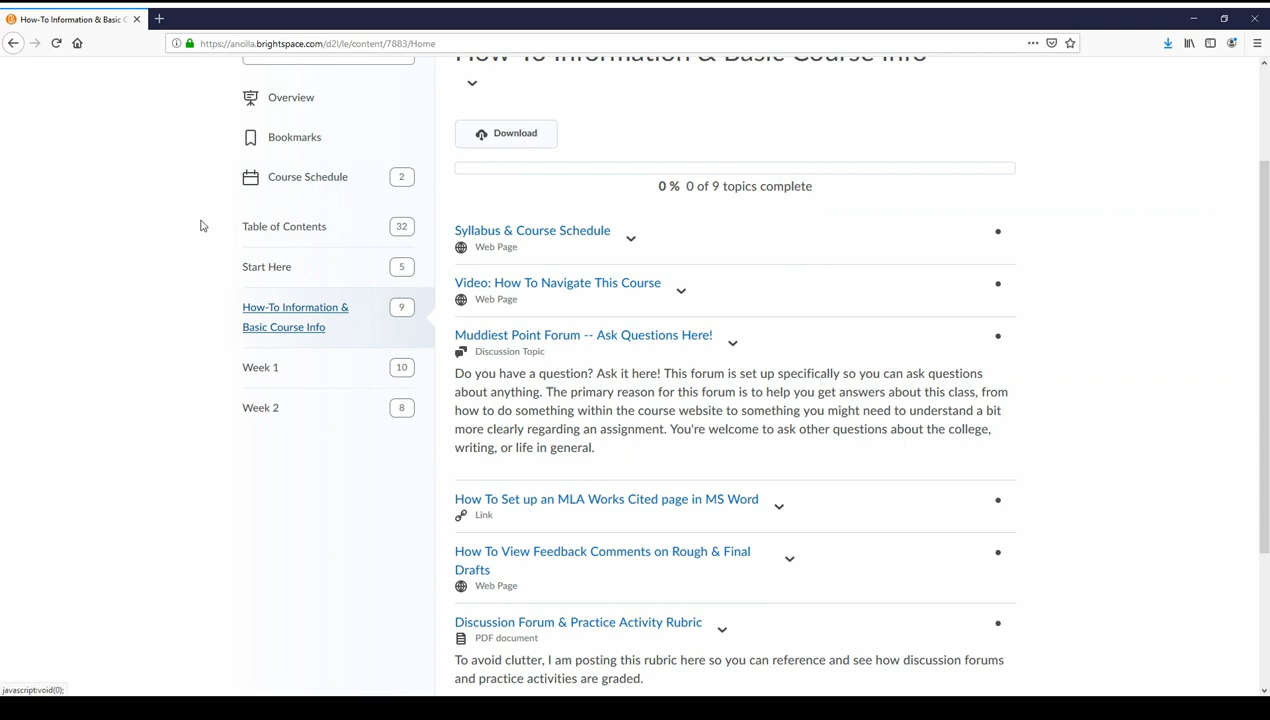 How-To Information & Basic C
https://ancilla.brightspace.com/d2l/le/content/7883/Home
How-To Information & Basic Course Info
Overview
Bookmarks
Course Schedule 2
Table of Contents 32
Start Here 5
How-To Information & 9
Basic Course Info
Week 1 10
Week 2 8
Download
0 % 0 of 9 topics complete
Syllabus & Course Schedule
Web Page
Video: How To Navigate This Course
Web Page
Muddiest Point Forum -- Ask Questions Here!
Discussion Topic
Do you have a question? Ask it here! This forum is set up specifically so you can ask questions
about anything. The primary reason for this forum is to help you get answers about this class, from
how to do something within the course website to something you might need to understand a bit
more clearly regarding an assignment. You're welcome to ask other questions about the college,
writing, or life in general.
How To Set up an MLA Works Cited page in MS Word
Link
How To View Feedback Comments on Rough & Final
Drafts
Web Page
Discussion Forum & Practice Activity Rubric
PDF document
To avoid clutter, I am posting this rubric here so you can reference and see how discussion forums
and practice activities are graded.
javascript:void(0);